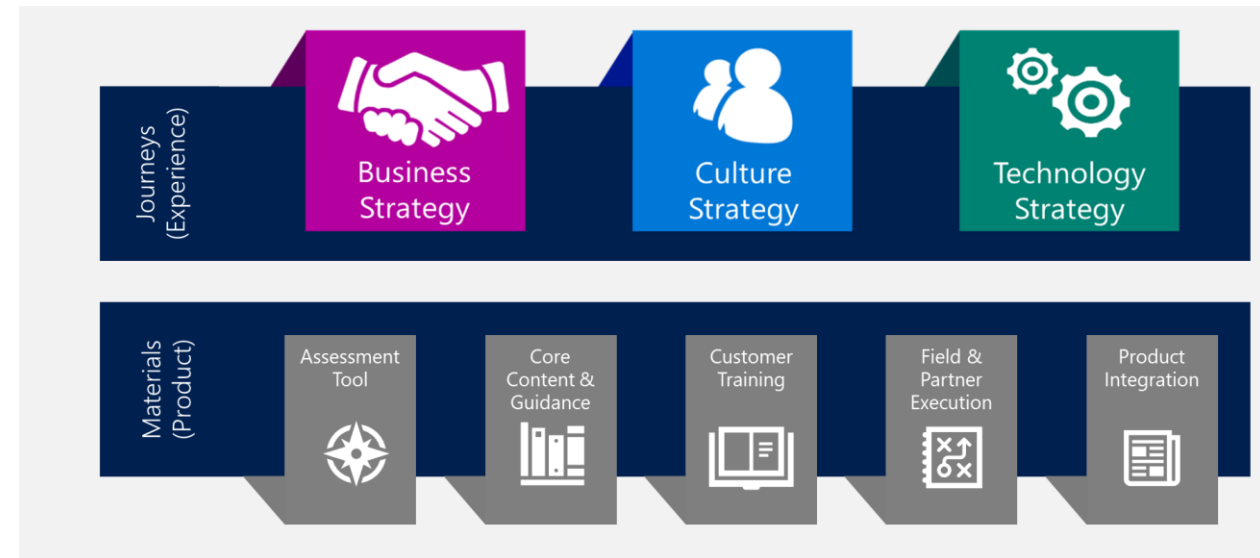 Journeys
(Experience)
Business
Strategy
Culture
Strategy
Technology
Strategy
Materials
(Product)
Assessment
Tool
Core
Content &
Guidance
Customer
Training
Field &
Partner
Execution
Product
Integration